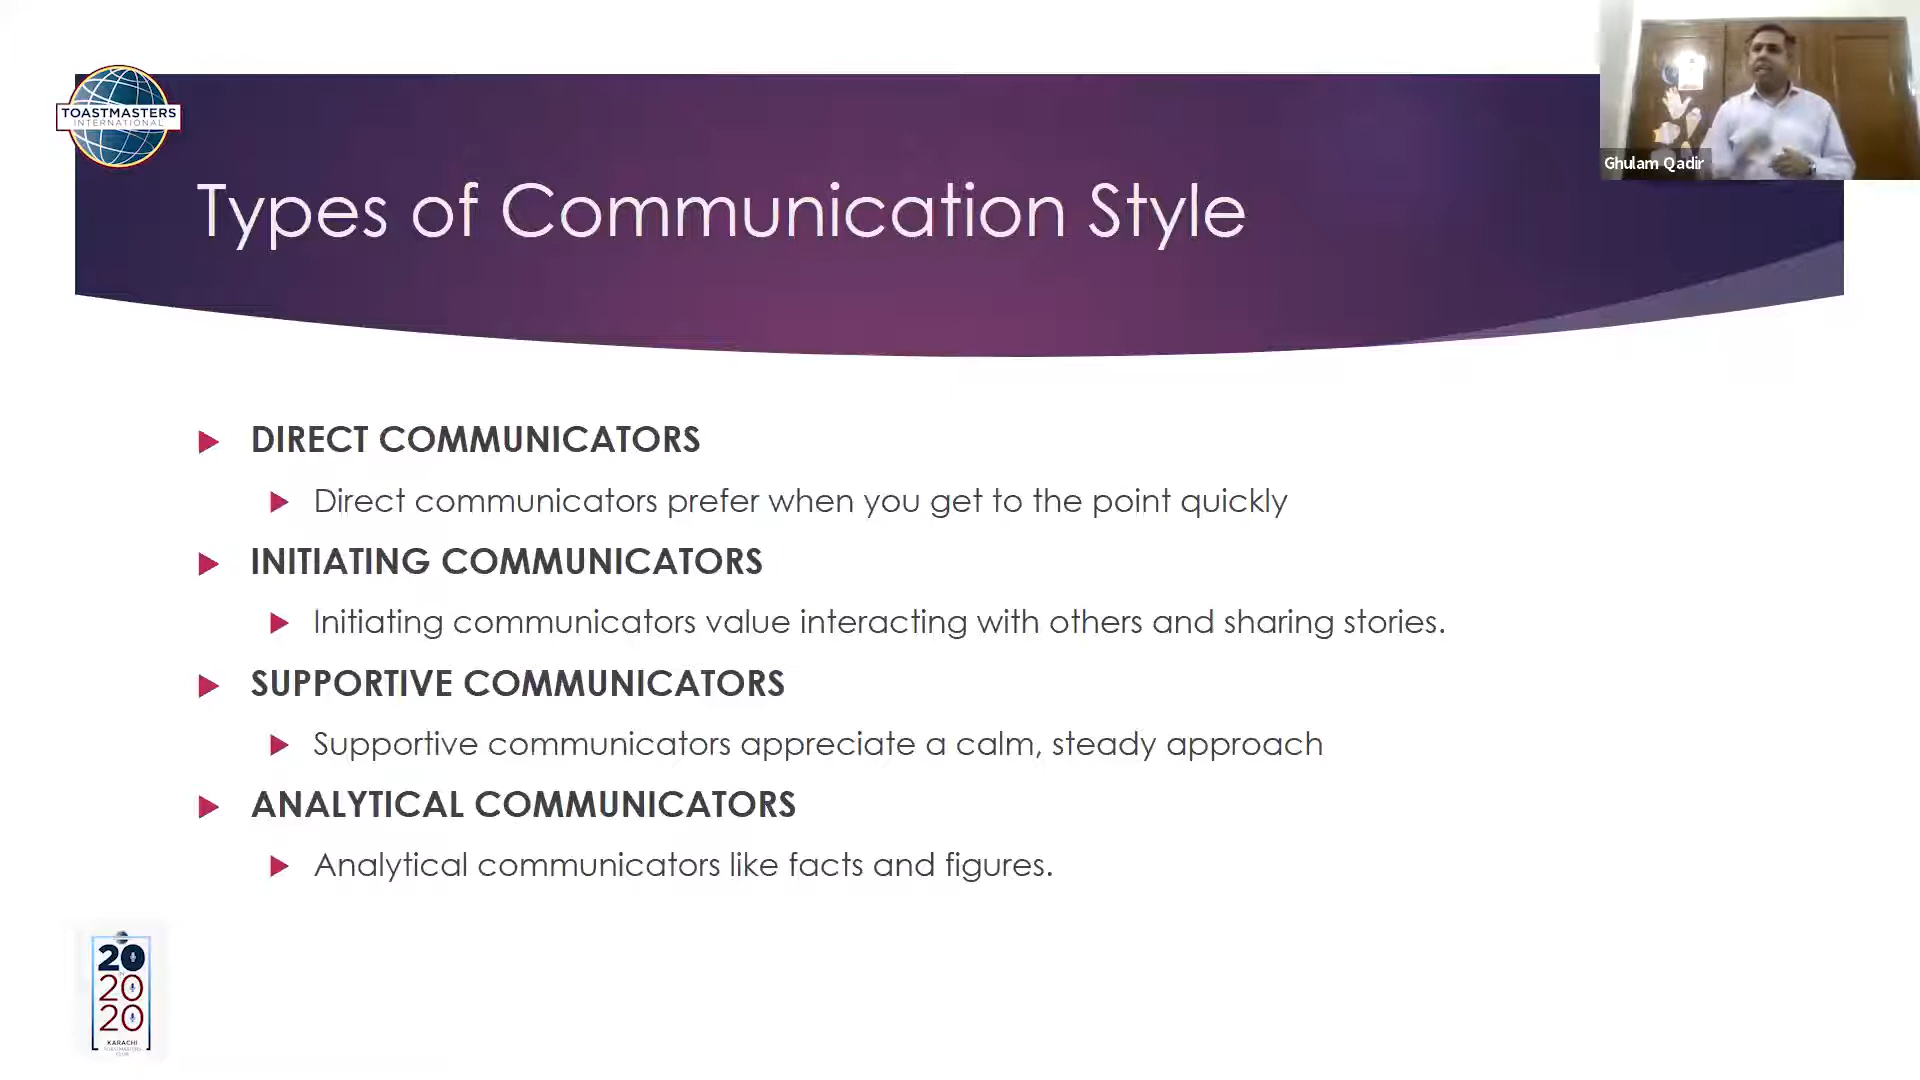 TOASTMASTERS
INTERNATIONAL
Ghulam Qadir
Types of Communication Style
DIRECT COMMUNICATORS
Direct communicators prefer when you get to the point quickly
INITIATING COMMUNICATORS
Initiating communicators value interacting with others and sharing stories.
SUPPORTIVE COMMUNICATORS
Supportive communicators appreciate a calm, steady approach
ANALYTICAL COMMUNICATORS
Analytical communicators like facts and figures.
20
20
20
KARACHI
TOASTMASTERS
CLUB